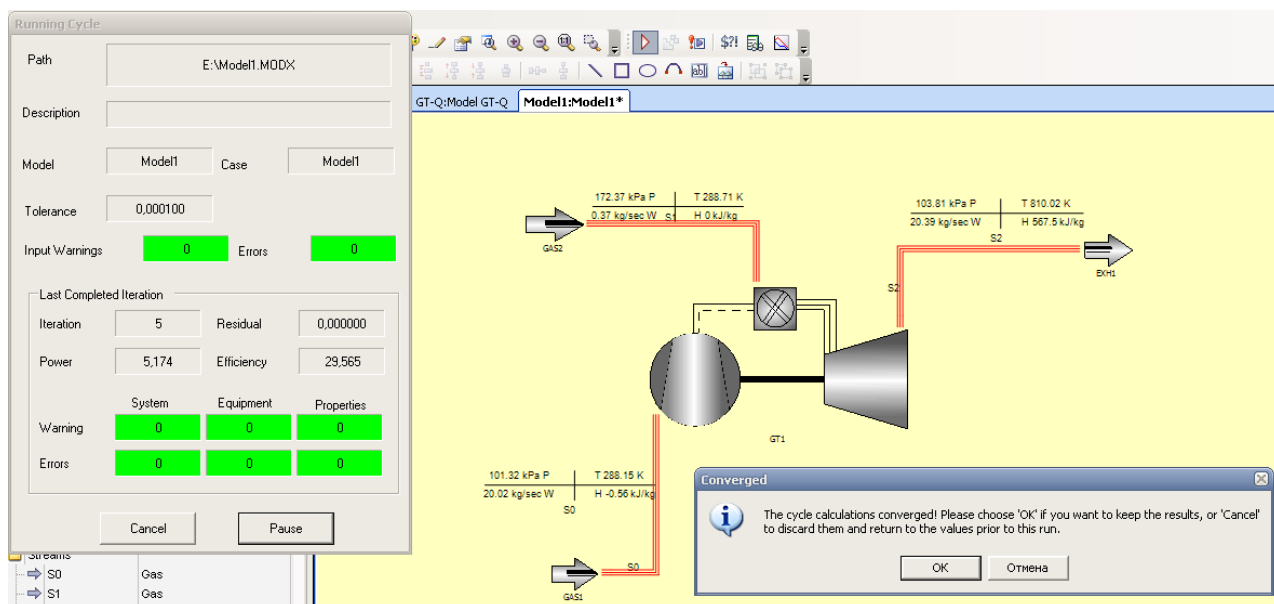 Running Cycle
Path
E:\Model1.MODX
Description
Model
Model1
Case
Model1
Tolerance
0,000100
Input Warnings
0
Errors
0
Last Completed Iteration
Iteration
5
Residual
0,000000
Power
5,174
Efficiency
29,565
System
Equipment
Properties
Warning
0
0
0
Errors
0
0
0
Cancel
Pause
Streams
S0
Gas
S1
Gas
$?!
ab
GT-Q:Model GT-Q
Model1:Model1*
172.37 kPa P
T 288.71 K
0.37 kg/sec W
S1
H 0 kJ/kg
GAS2
103.81 kPa P
T 810.02 K
20.39 kg/sec W
H 567.5 kJ/kg
S2
EXH1
S2
GT1
101.32 kPa P
T 288.15 K
20.02 kg/sec W
H -0.56 kJ/kg
S0
S0
GAS1
Converged
The cycle calculations converged! Please choose 'OK' if you want to keep the results, or 'Cancel'
to discard them and return to the values prior to this run.
OK
Отмена